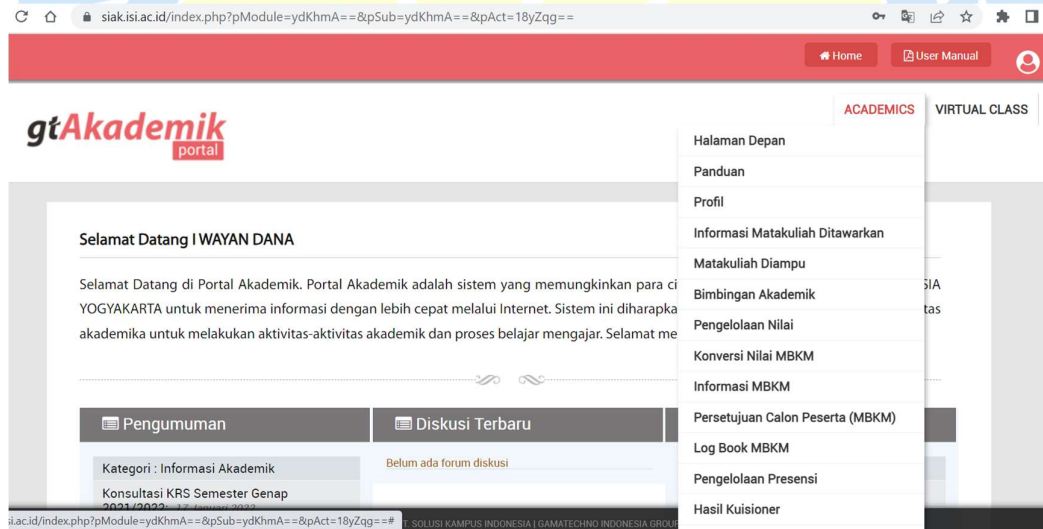 siak.isi.ac.id/index.php?pModule=ydKhmA==&pSub=ydKhmA==&pAct=18yZqg==
Home
User Manual
gtAkademik
portal
ACADEMICS
VIRTUAL CLASS
Halaman Depan
Panduan
Profil
Informasi Matakuliah Ditawarkan
Matakuliah Diampu
Bimbingan Akademik
Pengelolaan Nilai
Konversi Nilai MBKM
Informasi MBKM
Persetujuan Calon Peserta (MBKM)
Log Book MBKM
Pengelolaan Presensi
Hasil Kuisioner
Selamat Datang I WAYAN DANA
Selamat Datang di Portal Akademik. Portal Akademik adalah sistem yang memungkinkan para ci SIA
YOGYAKARTA untuk menerima informasi dengan lebih cepat melalui Internet. Sistem ini diharapka tas
akademika untuk melakukan aktivitas-aktivitas akademik dan proses belajar mengajar. Selamat me
Pengumuman
Diskusi Terbaru
Kategori : Informasi Akademik
Belum ada forum diskusi
Konsultasi KRS Semester Genap
2021/2022; 17 Januari 2022
si.ac.id/index.php?pModule=ydKhmA==&pSub=ydKhmA==&pAct=18yZqg==#
T. SOLUSI KAMPUS INDONESIA | GAMATECHNO INDONESIA GROUP